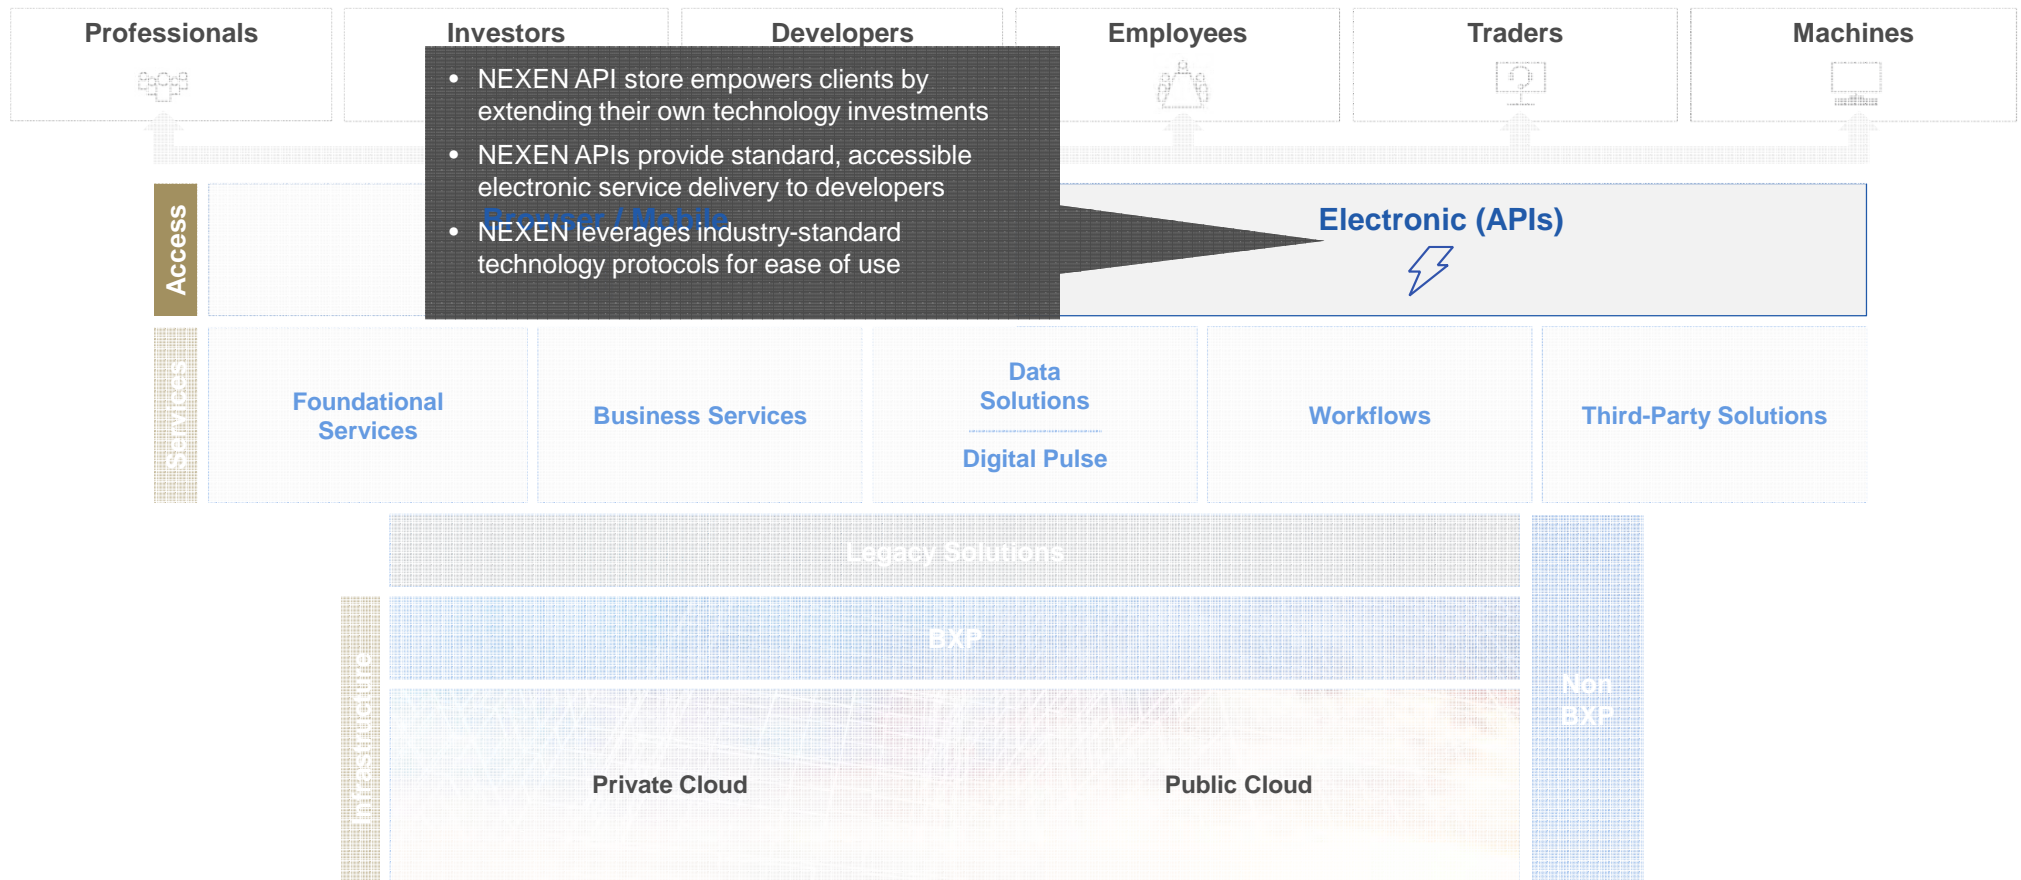 Professionals
Investors
Developers
Employees
Traders
Machines
• NEXEN API store empowers clients by
extending their own technology investments
• NEXEN APIs provide standard, accessible
electronic service delivery to developers
• NEXEN leverages industry-standard
technology protocols for ease of use
Access
Browser / Mobile
Electronic (APIs)
Services
Foundational
Services
Business Services
Data
Solutions
Digital Pulse
Workflows
Third-Party Solutions
Legacy Solutions
Infrastructure
BXP
Non
BXP
Private Cloud
Public Cloud